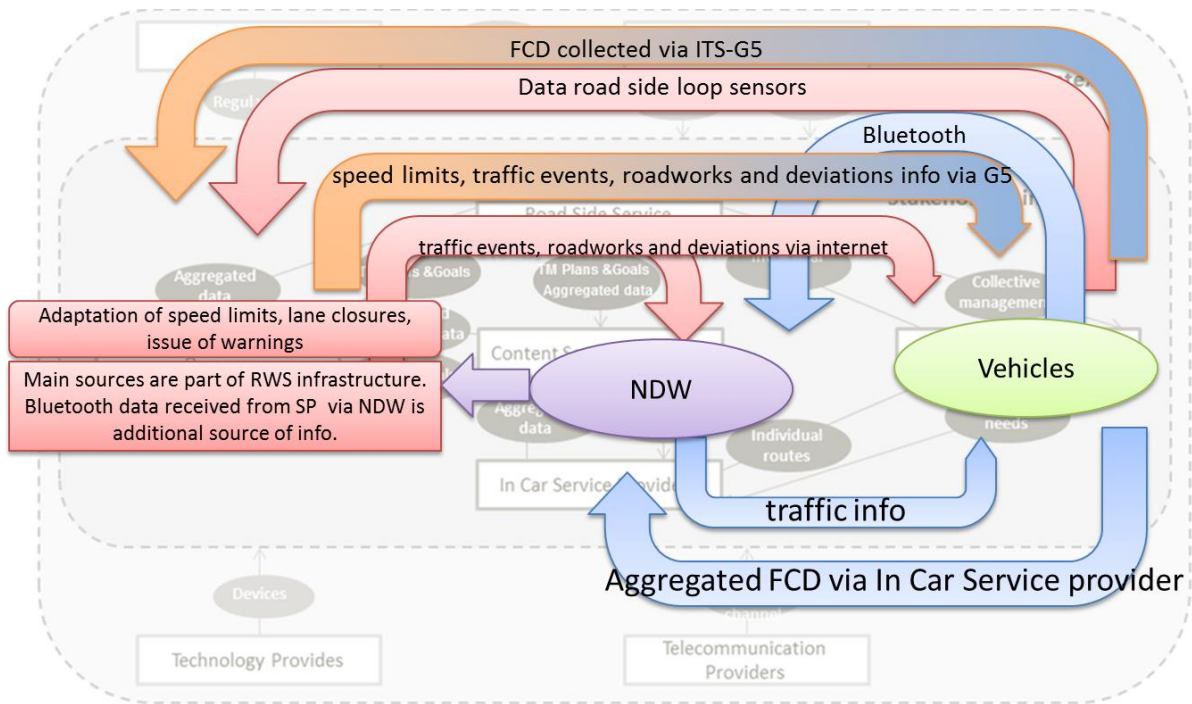 FCD collected via ITS-G5
Data road side loop sensors
Bluetooth
speed limits, traffic events, roadworks and deviations info via G5
Road Side Service
traffic events, roadworks and deviations via internet
Aggregated
data
&Goals
TM Plans &Goals
Aggregated data
Collective
management
Adaptation of speed limits, lane closures,
issue of warnings
Content
Vehicles
Main sources are part of RWS infrastructure.
Bluetooth data received from SP via NDW is
additional source of info.
NDW
data
Individual
routes
needs
In Car Service
traffic info
Aggregated FCD via In Car Service provider
Devices
channel
Technology Provides
Telecommunication
Providers